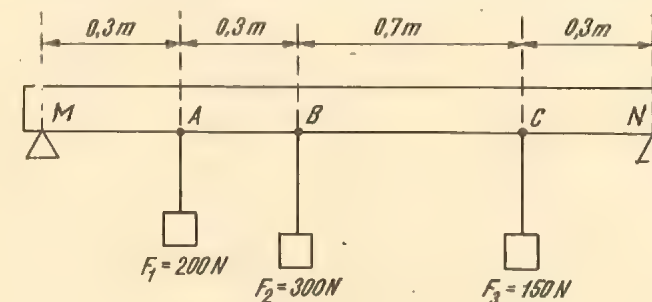 0,3m 0,3m 0,7m 0,3m
M A B C N
F₁ = 200N
F₂ = 300N
F₃ = 150N